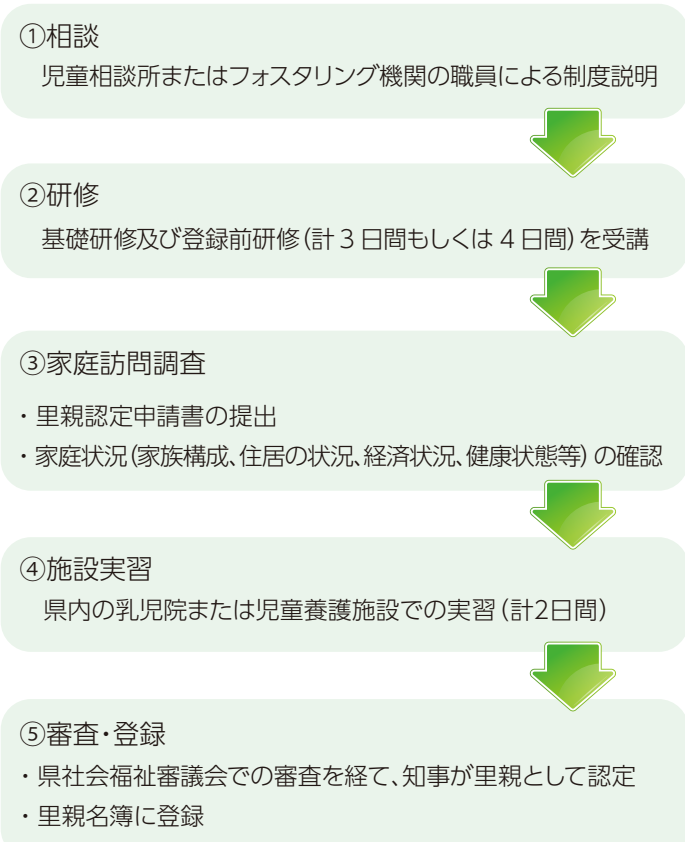 ①相談
児童相談所またはフォスタリング機関の職員による制度説明
②研修
基礎研修及び登録前研修(計3日間もしくは4日間)を受講
③家庭訪問調査
・里親認定申請書の提出
・家庭状況(家族構成、住居の状況、経済状況、健康状態等)の確認
④施設実習
県内の乳児院または児童養護施設での実習(計2日間)
⑤審査・登録
・県社会福祉審議会での審査を経て、知事が里親として認定
・里親名簿に登録